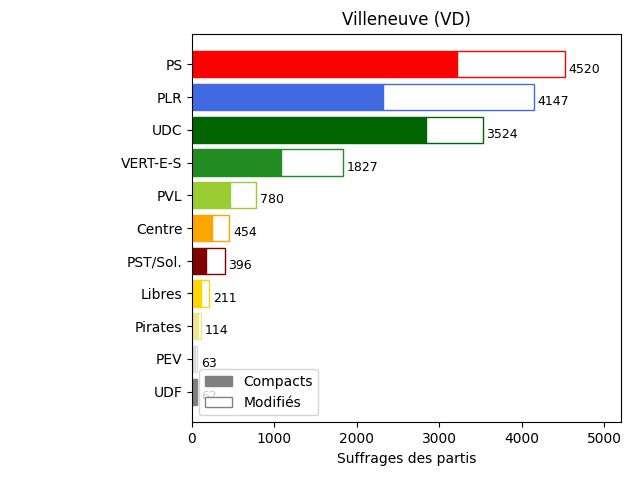 Villeneuve (VD)
PS 4520
PLR 4147
UDC 3524
VERT-E-S 1827
PVL 780
Centre 454
PST/Sol. 396
Libres 211
Pirates 114
PEV 63
UDF 62
Compacts
Modifiés
0 1000 2000 3000 4000 5000
Suffrages des partis